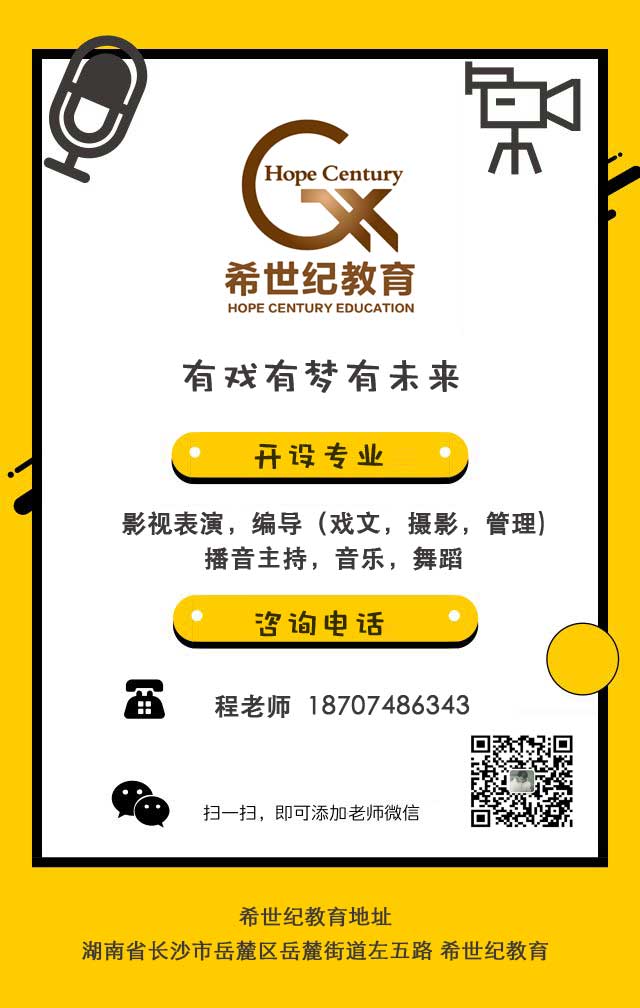 Hope Century
希世纪教育
HOPE CENTURY EDUCATION
有戏有梦有未来
开设专业
影视表演，编导（戏文，摄影，管理）
播音主持，音乐，舞蹈
咨询电话
程老师 18707486343
扫一扫，即可添加老师微信
希世纪教育地址
湖南省长沙市岳麓区岳麓街道左五路 希世纪教育